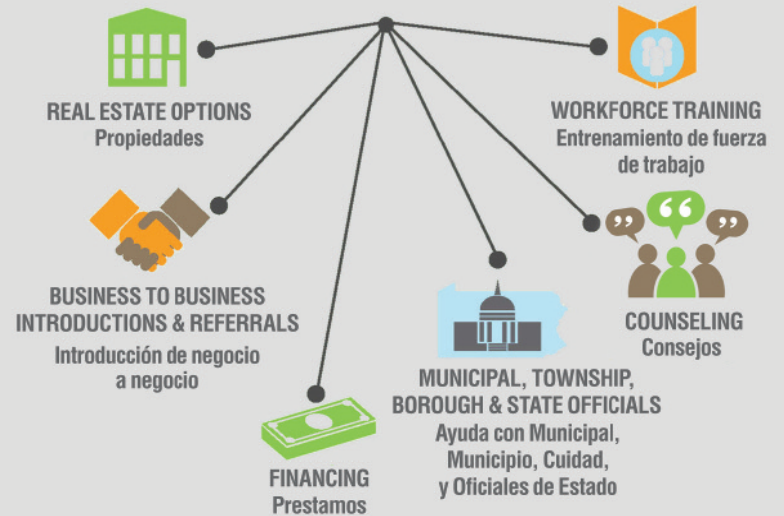 REAL ESTATE OPTIONS
Propiedades
WORKFORCE TRAINING
Entrenamiento de fuerza
de trabajo
BUSINESS TO BUSINESS
INTRODUCTIONS & REFERRALS
Introducción de negocio
a negocio
COUNSELING
Consejos
MUNICIPAL, TOWNSHIP,
BOROUGH & STATE OFFICIALS
Ayuda con Municipal,
Municipio, Cuidad,
y Oficiales de Estado
FINANCING
Prestamos